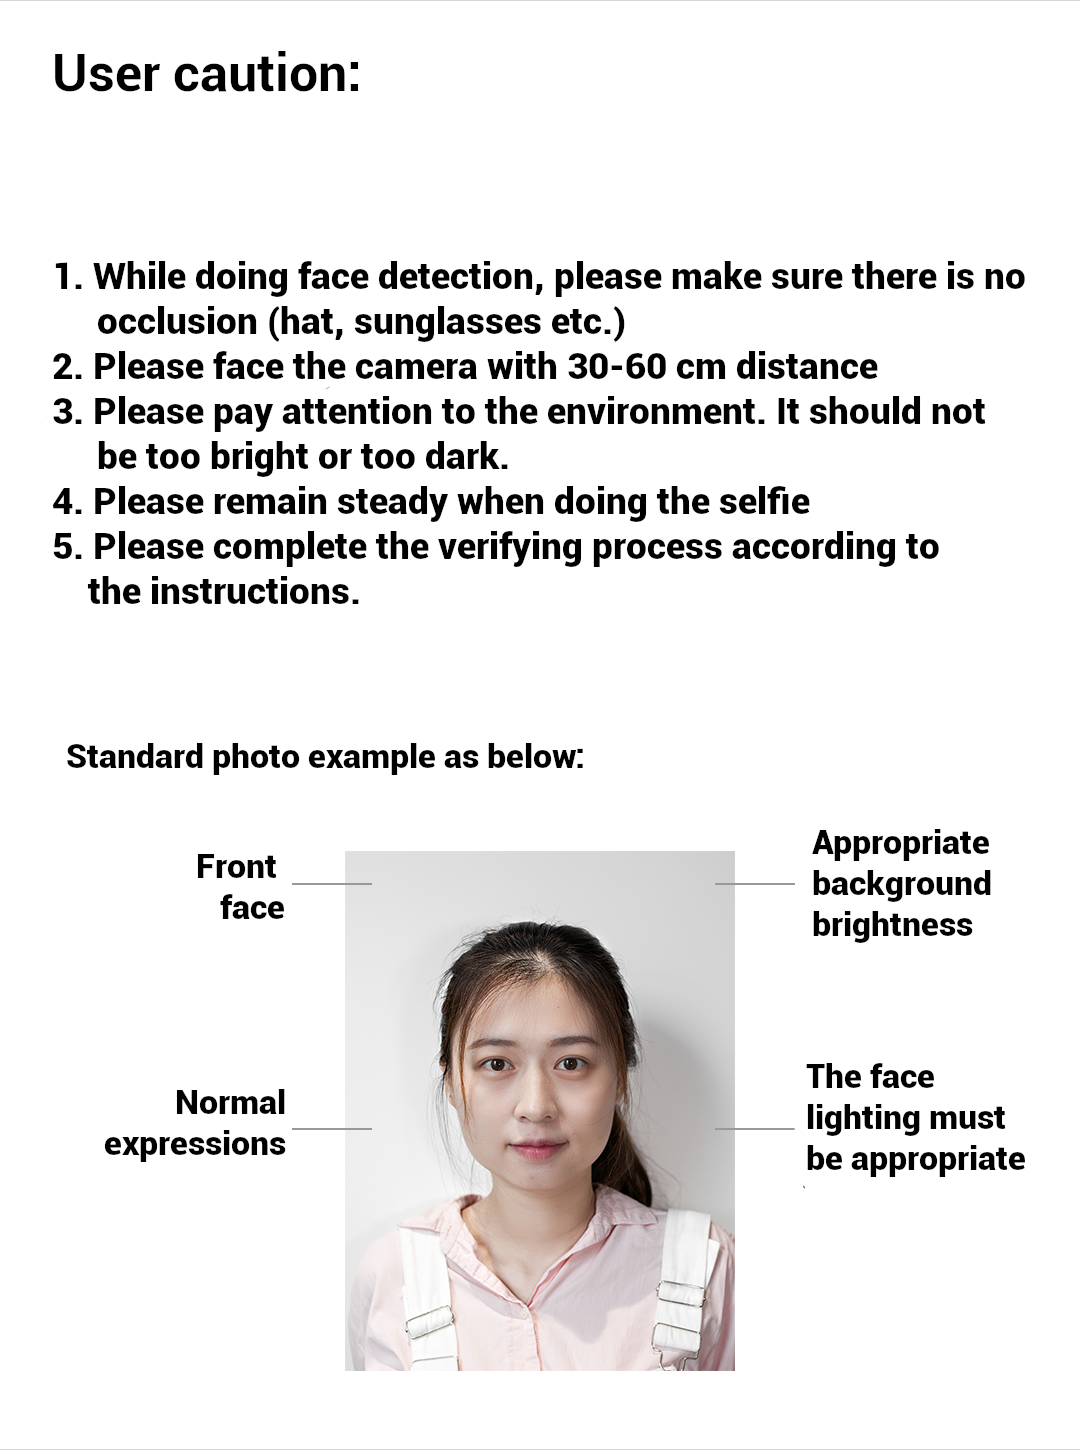 User caution:
1. While doing face detection, please make sure there is no
occlusion (hat, sunglasses etc.)
2. Please face the camera with 30-60 cm distance
3. Please pay attention to the environment. It should not
be too bright or too dark.
4. Please remain steady when doing the selfie
5. Please complete the verifying process according to
the instructions.
Standard photo example as below:
Front
face
Appropriate
background
brightness
Normal
expressions
The face
lighting must
be appropriate